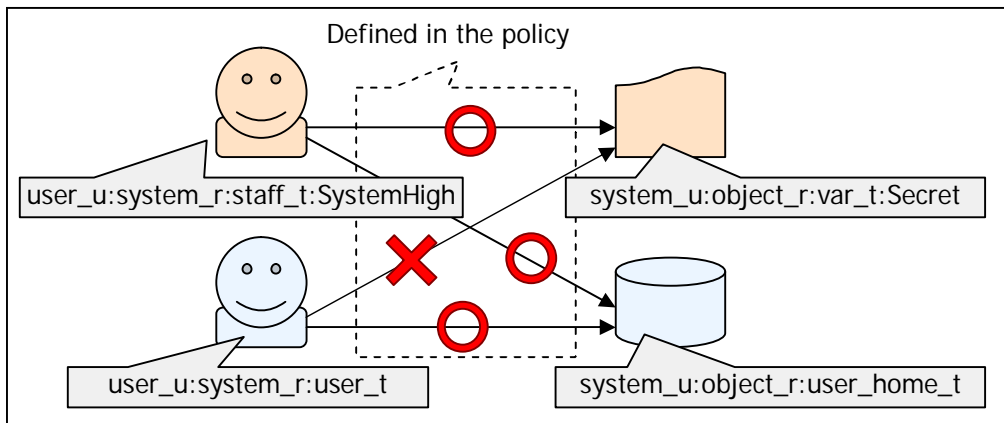 Defined in the policy
user_u:system_r:staff_t:SystemHigh
system_u:object_r:var_t:Secret
user_u:system_r:user_t
system_u:object_r:user_home_t